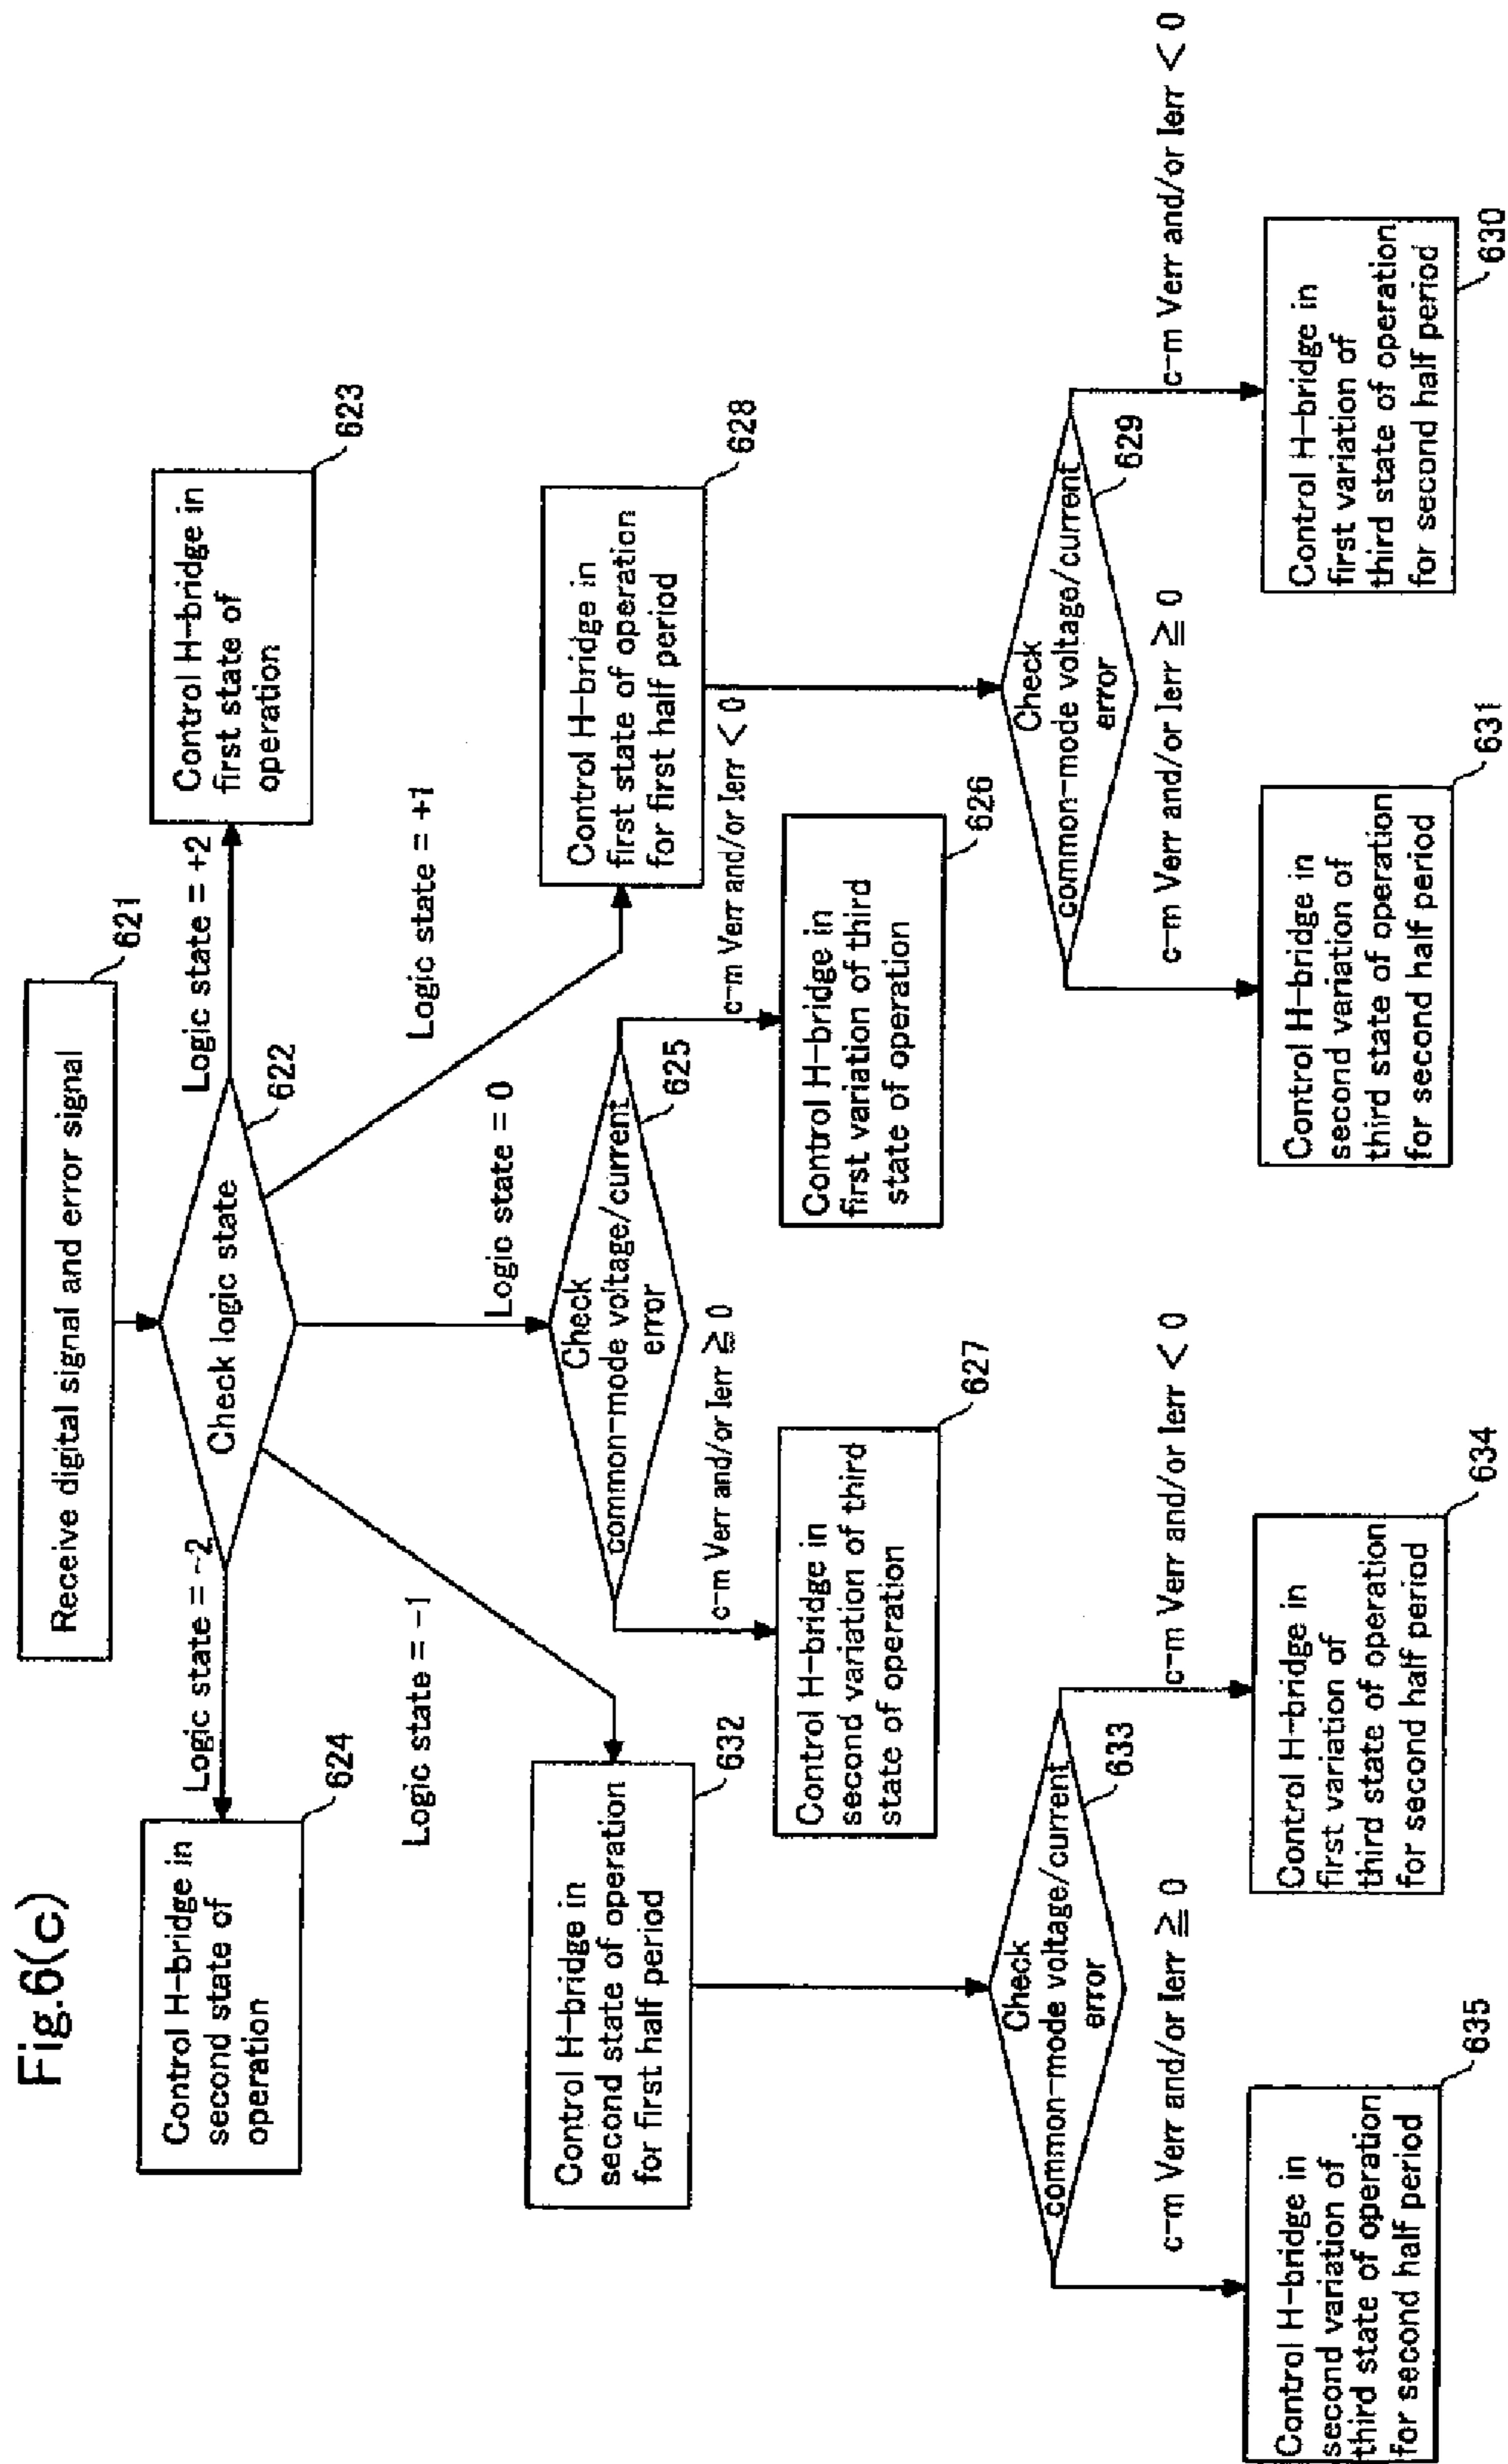 Fig.6(c)
Receive digital signal and error signal
621
Check logic state
622
Logic state = +2
Control H-bridge in
first state of
operation
623
Logic state = -2
Control H-bridge in
second state of
operation
624
Logic state = 0
Check
common-mode voltage/current
error
625
c-m Verr and/or Ierr < 0
Control H-bridge in
first variation of third
state of operation
626
c-m Verr and/or Ierr ≧ 0
Control H-bridge in
second variation of third
state of operation
627
Logic state = +1
Control H-bridge in
first state of operation
for first half period
628
Check
common-mode voltage/current
error
629
c-m Verr and/or Ierr < 0
Control H-bridge in
first variation of
third state of operation
for second half period
630
c-m Verr and/or Ierr ≧ 0
Control H-bridge in
second variation of
third state of operation
for second half period
631
Logic state = -1
Control H-bridge in
second state of operation
for first half period
632
Check
common-mode voltage/current
error
633
c-m Verr and/or Ierr < 0
Control H-bridge in
first variation of
third state of operation
for second half period
634
c-m Verr and/or Ierr ≧ 0
Control H-bridge in
second variation of
third state of operation
for second half period
635